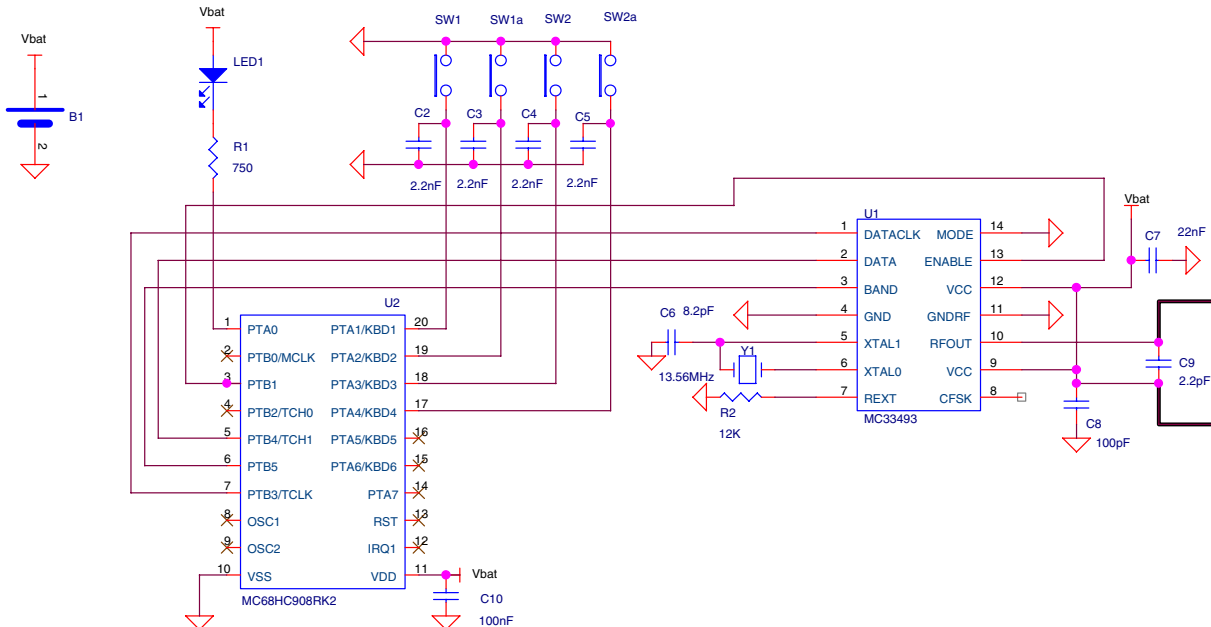 Vbat
1
B1
2
Vbat
LED1
R1
750
SW1
SW1a
SW2
SW2a
C2
C3
C4
C5
2.2nF
2.2nF
2.2nF
2.2nF
U2
1 PTA0 PTA1/KBD1 20
2 PTB0/MCLK PTA2/KBD2 19
3 PTB1 PTA3/KBD3 18
4 PTB2/TCH0 PTA4/KBD4 17
5 PTB4/TCH1 PTA5/KBD5 16
6 PTB5 PTA6/KBD6 15
7 PTB3/TCLK PTA7 14
8 OSC1 RST 13
9 OSC2 IRQ1 12
10 VSS VDD 11
MC68HC908RK2
Vbat
C10
100nF
U1
1 DATACLK MODE 14
2 DATA ENABLE 13
3 BAND VCC 12
4 GND GNDRF 11
5 XTAL1 RFOUT 10
6 XTAL0 VCC 9
7 REXT CFSK 8
MC33493
C6 8.2pF
Y1
13.56MHz
R2
12K
Vbat
C7 22nF
C9
2.2pF
C8
100pF